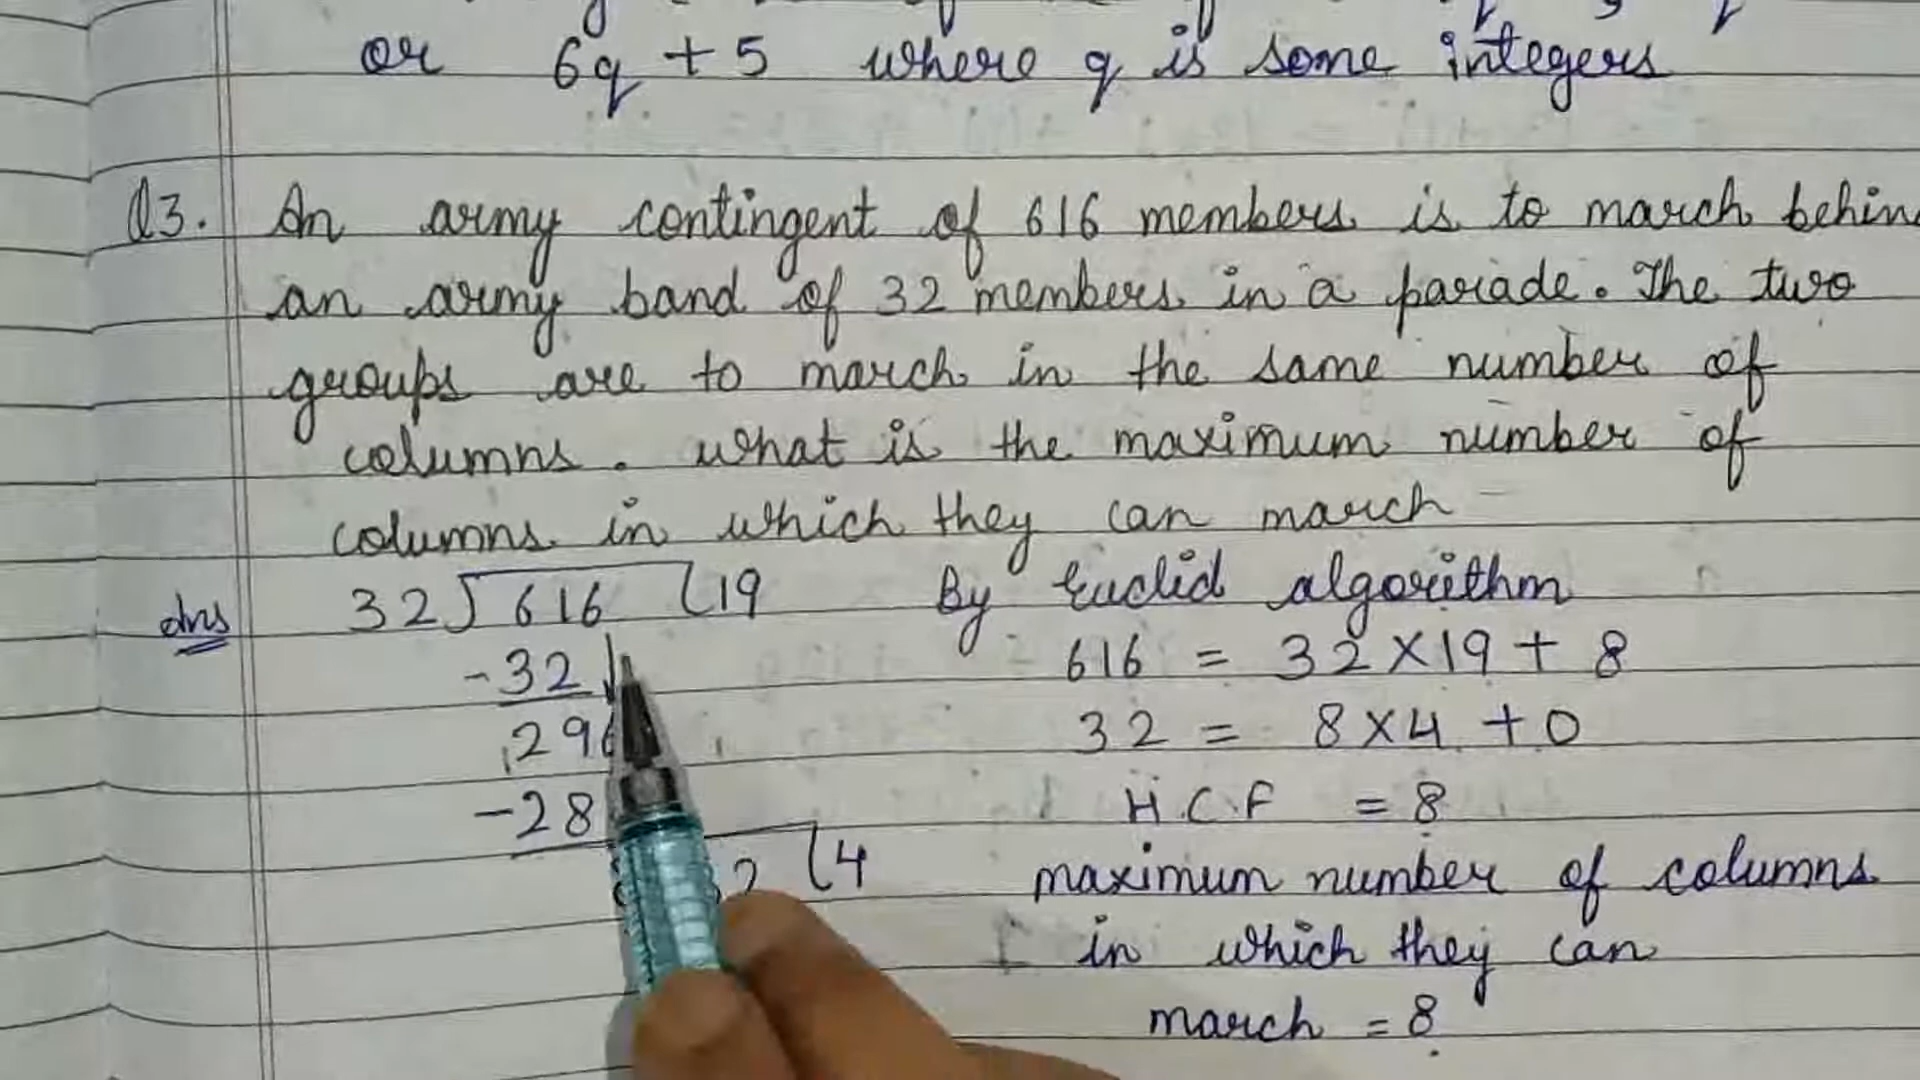 or 6q + 5 where q is some integers
Q3. An army contingent of 616 members is to march behin
an army band of 32 members in a parade. The two
groups are to march in the same number of
columns. what is the maximum number of
columns in which they can march
Ans 32 ) 616 ( 19 By Euclid algorithm
-32 616 = 32 × 19 + 8
296 32 = 8 × 4 + 0
-28 H.C.F = 8
2 ( 4 maximum number of columns
in which they can
march = 8